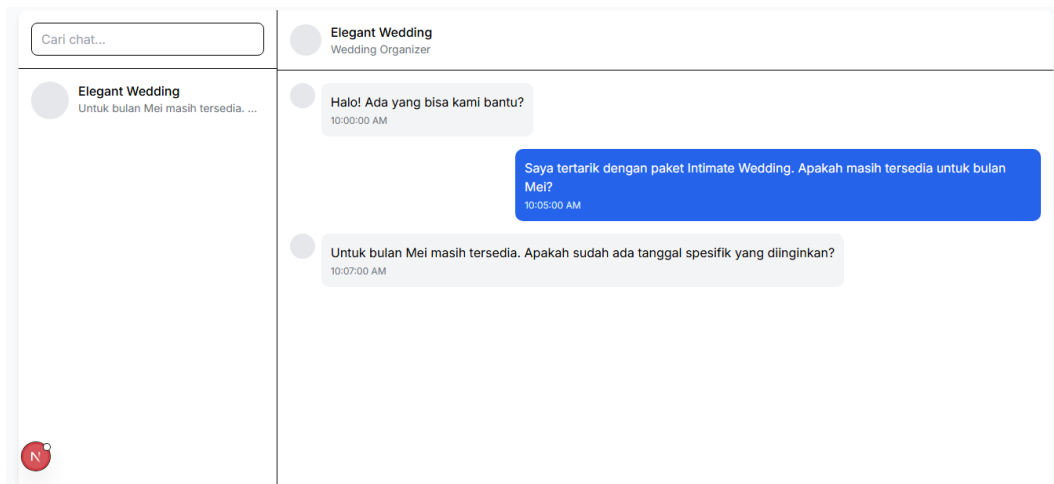 Cari chat...
Elegant Wedding
Untuk bulan Mei masih tersedia. ...
N
Elegant Wedding
Wedding Organizer
Halo! Ada yang bisa kami bantu?
10:00:00 AM
Saya tertarik dengan paket Intimate Wedding. Apakah masih tersedia untuk bulan
Mei?
10:05:00 AM
Untuk bulan Mei masih tersedia. Apakah sudah ada tanggal spesifik yang diinginkan?
10:07:00 AM